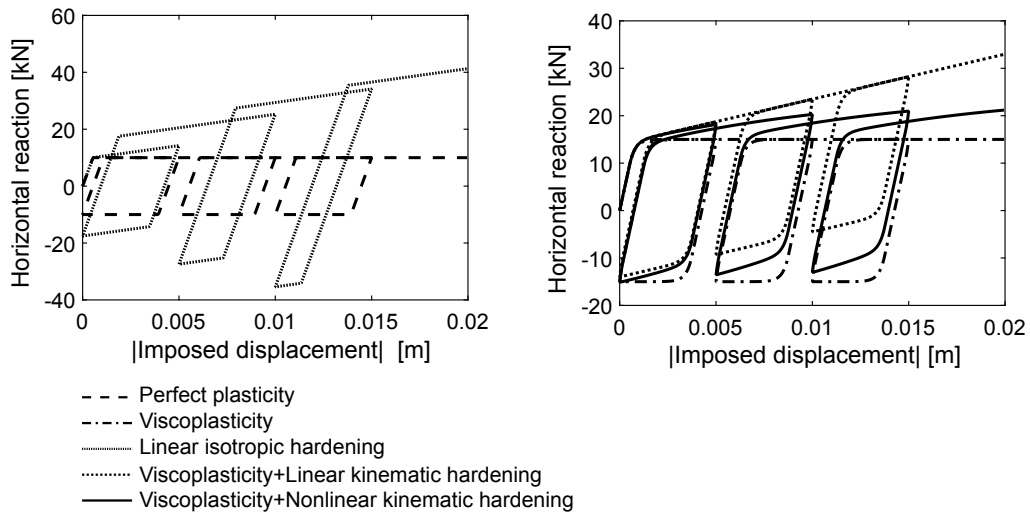 60
40
20
0
-20
-40
0
0.005
0.01
0.015
0.02
Horizontal reaction [kN]
|Imposed displacement| [m]
40
30
20
10
0
-10
-20
0
0.005
0.01
0.015
0.02
Horizontal reaction [kN]
|Imposed displacement| [m]
Perfect plasticity
Viscoplasticity
Linear isotropic hardening
Viscoplasticity+Linear kinematic hardening
Viscoplasticity+Nonlinear kinematic hardening